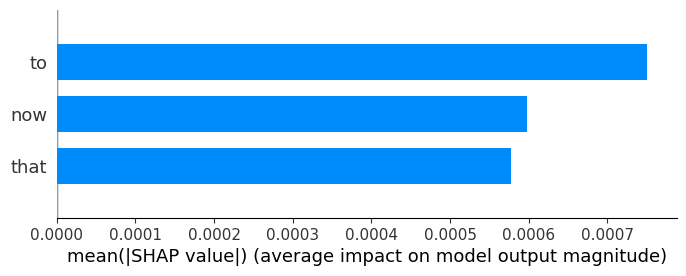 to
now
that
0.0000 0.0001 0.0002 0.0003 0.0004 0.0005 0.0006 0.0007
mean(|SHAP value|) (average impact on model output magnitude)